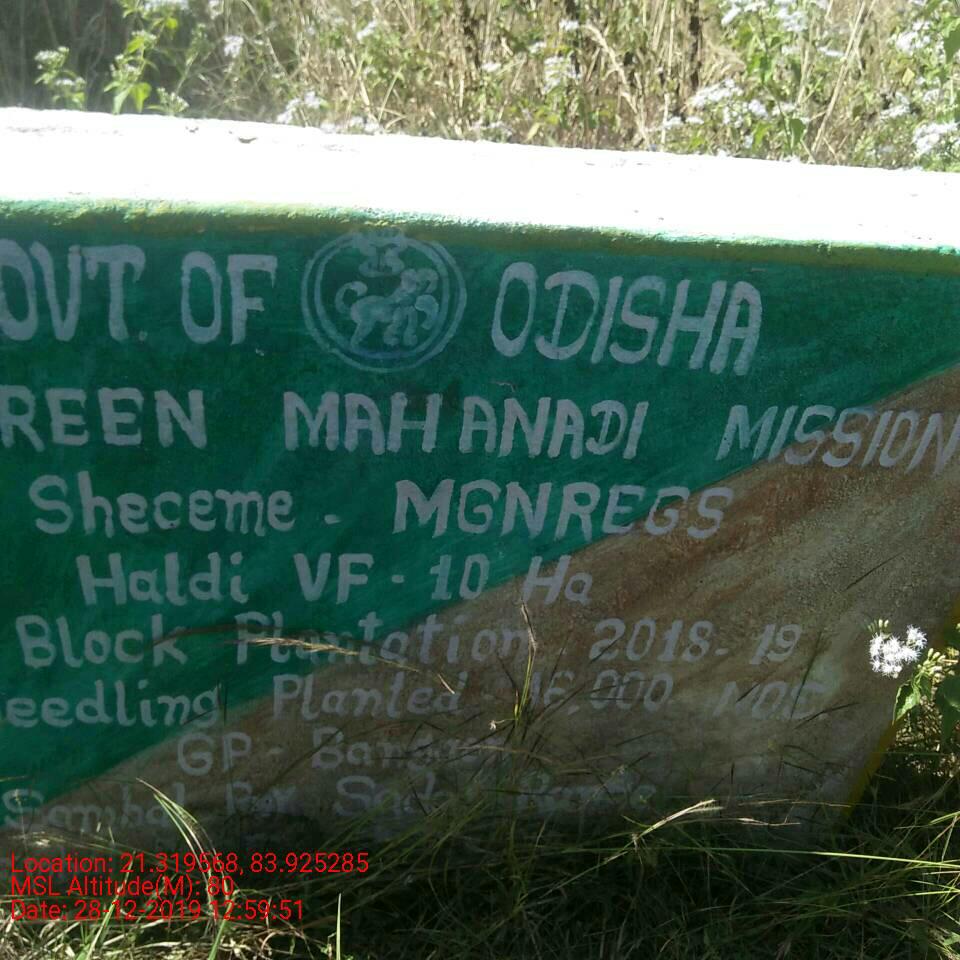 OVT. OF ODISHA
REEN MAHANADI MISSION
Sheceme - MGNREGS
Haldi VF - 10 Ha
Block Plantation 2018-19
eedling Planted 16,000 NOS
GP -
Location: 21.319568, 83.925285
MSL Altitude(M): 80
Date: 28-12-2019 12:59:51